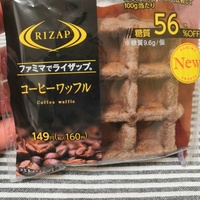 100g当たり
糖質 56 %OFF
糖質9.6g/個
RIZAP
New
ファミマでライザップ。
コーヒーワッフル
Coffee waffle
149円(税込160円)